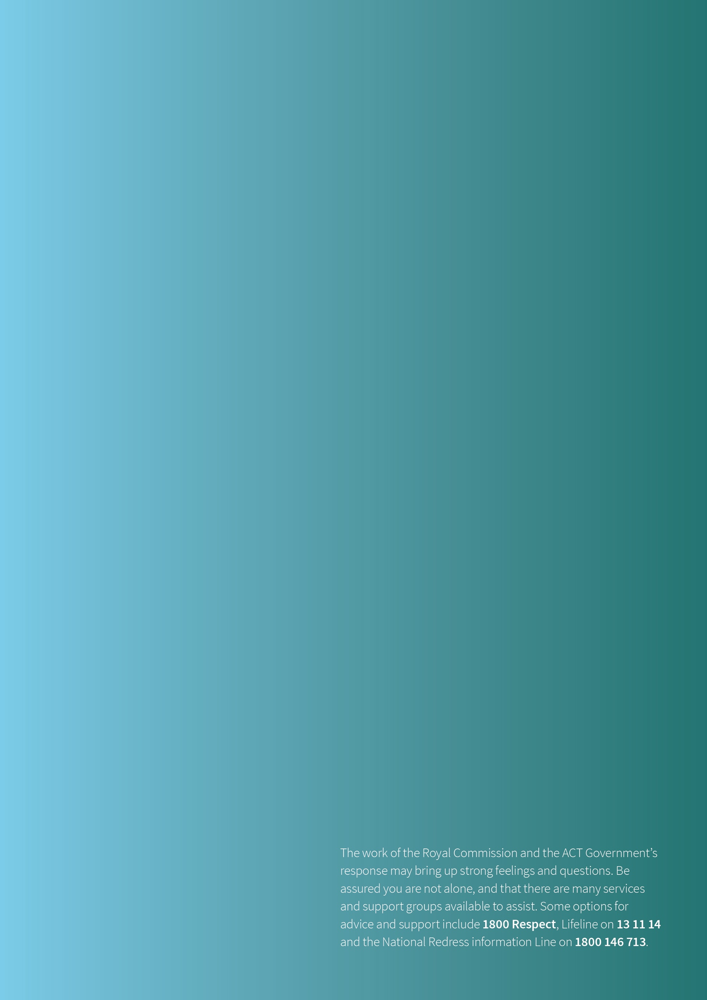 The work of the Royal Commission and the ACT Government’s
response may bring up strong feelings and questions. Be
assured you are not alone, and that there are many services
and support groups available to assist. Some options for
advice and support include 1800 Respect, Lifeline on 13 11 14
and the National Redress information Line on 1800 146 713.